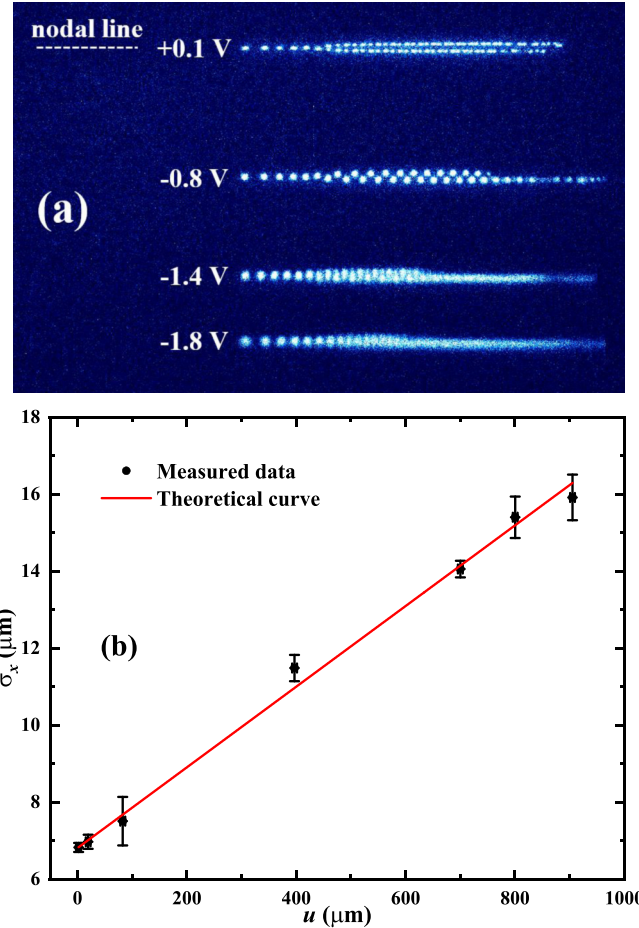 nodal line
+0.1 V
-0.8 V
(a)
-1.4 V
-1.8 V
18
16
14
12
10
8
6
σx (μm)
Measured data
Theoretical curve
(b)
0
200
400
600
800
1000
u (μm)